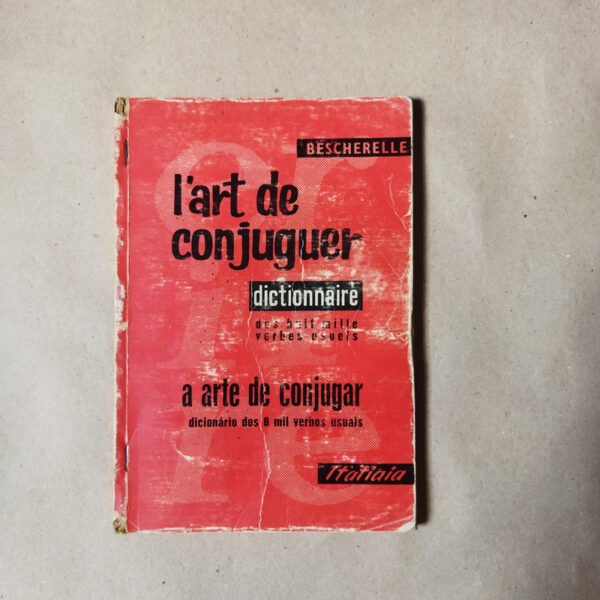 BESCHERELLE
l'art de
conjuguer
dictionnaire
des huit mille
verbes usuels
a arte de conjugar
dicionário dos 8 mil verbos usuais
Itatiaia